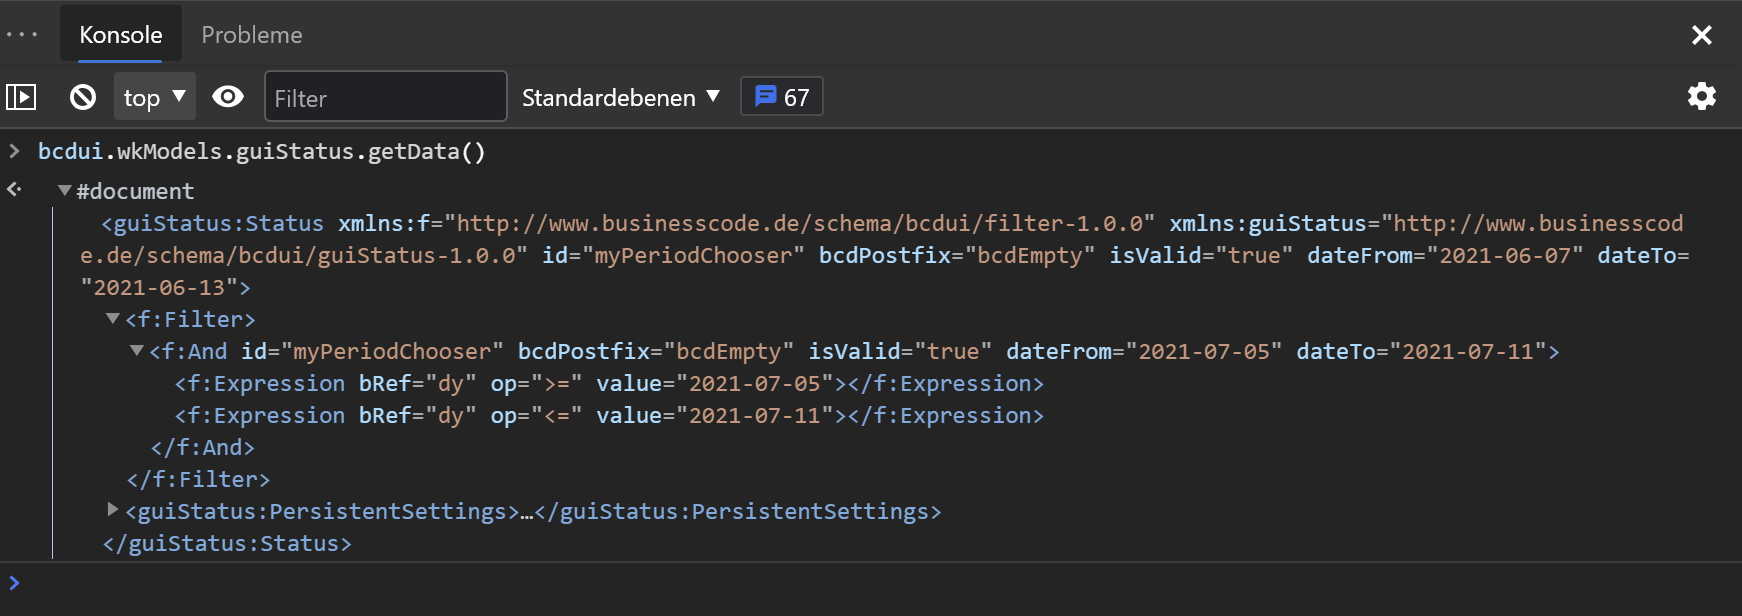 Konsole Probleme
top Filter Standardebenen 67
bcdui.wkModels.guiStatus.getData()
#document
<guiStatus:Status xmlns:f="http://www.businesscode.de/schema/bcdui/filter-1.0.0" xmlns:guiStatus="http://www.businesscod
e.de/schema/bcdui/guiStatus-1.0.0" id="myPeriodChooser" bcdPostfix="bcdEmpty" isValid="true" dateFrom="2021-06-07" dateTo=
"2021-06-13">
<f:Filter>
<f:And id="myPeriodChooser" bcdPostfix="bcdEmpty" isValid="true" dateFrom="2021-07-05" dateTo="2021-07-11">
<f:Expression bRef="dy" op=">=" value="2021-07-05"></f:Expression>
<f:Expression bRef="dy" op="<=" value="2021-07-11"></f:Expression>
</f:And>
</f:Filter>
<guiStatus:PersistentSettings>…</guiStatus:PersistentSettings>
</guiStatus:Status>